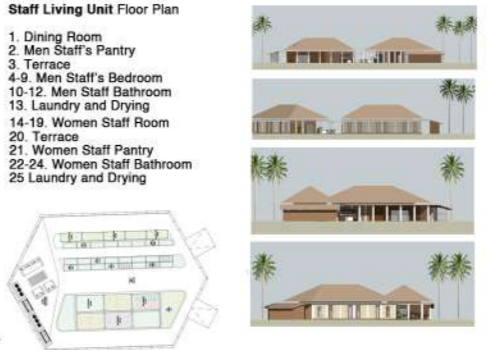 Staff Living Unit Floor Plan
1. Dining Room
2. Men Staff's Pantry
3. Terrace
4-9. Men Staff's Bedroom
10-12. Men Staff Bathroom
13. Laundry and Drying
14-19. Women Staff Room
20. Terrace
21. Women Staff Pantry
22-24. Women Staff Bathroom
25 Laundry and Drying